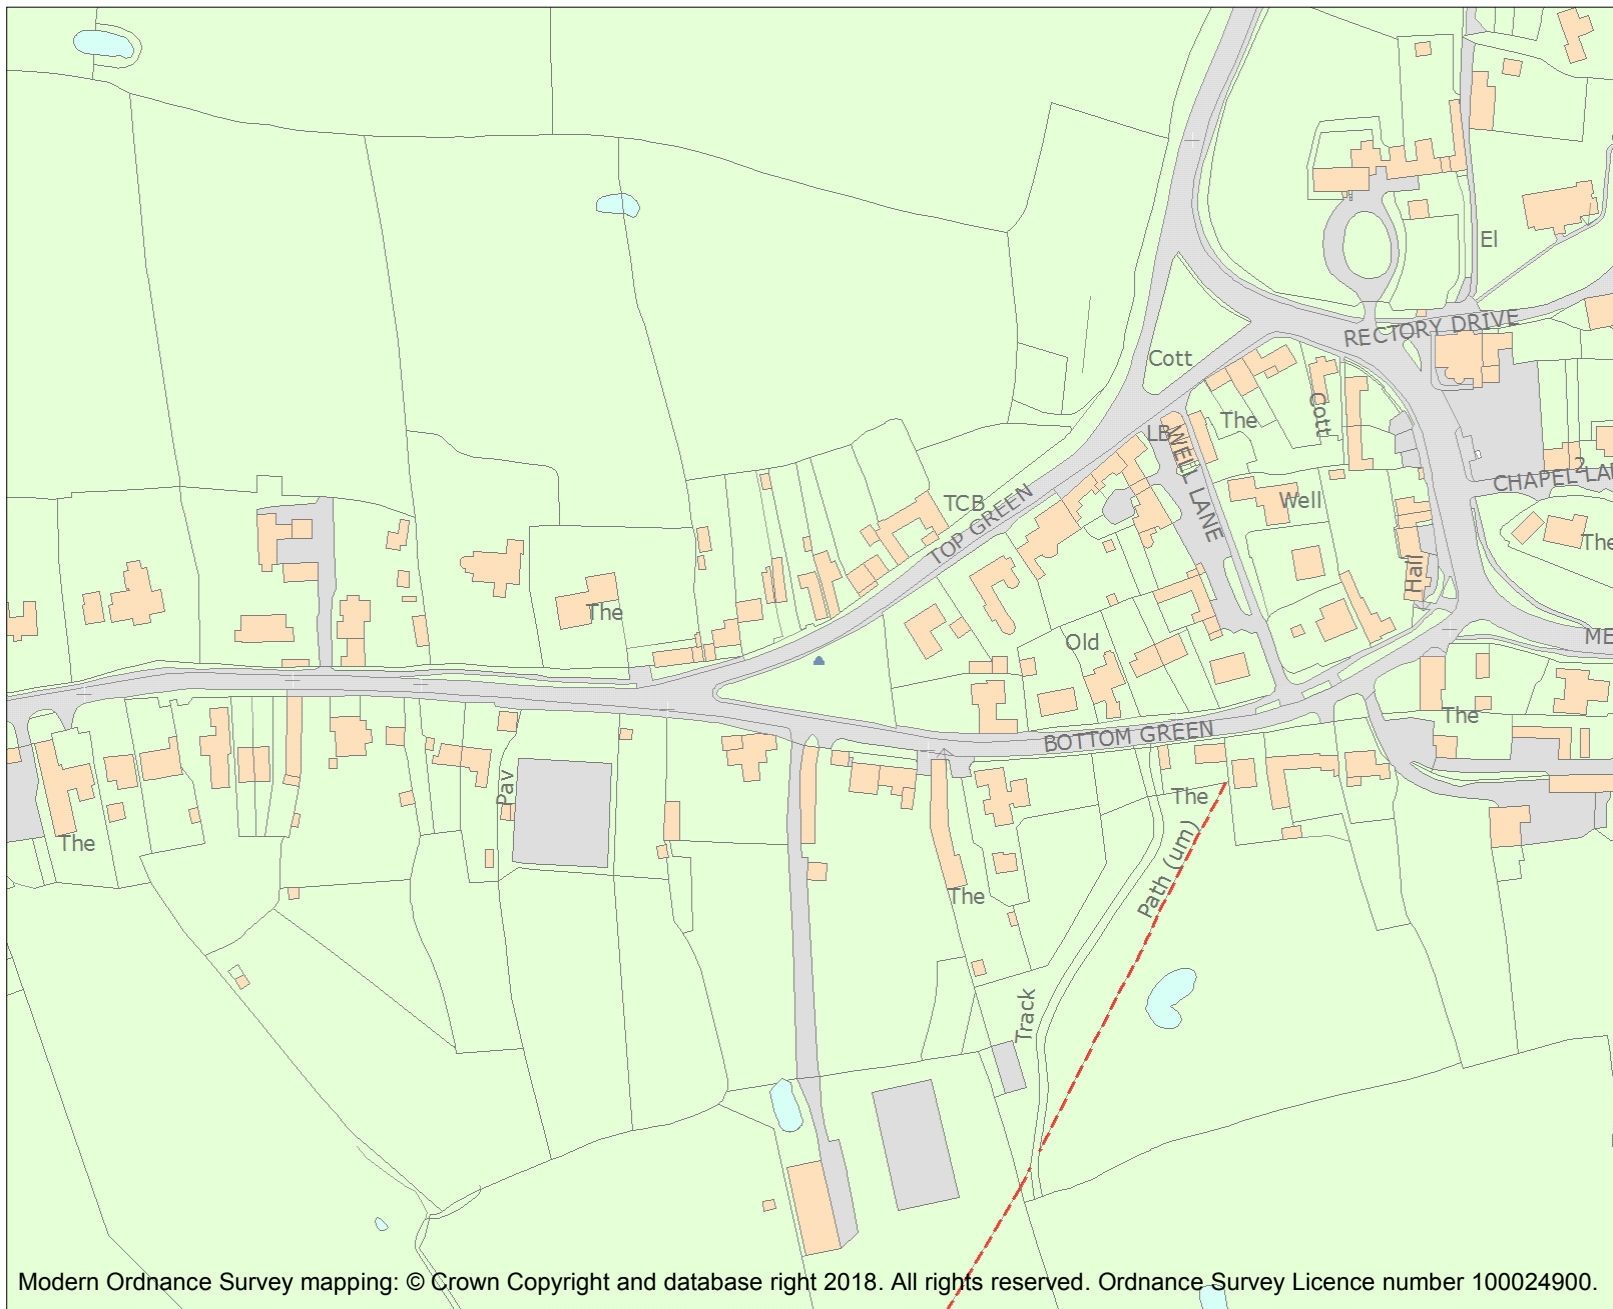 El
RECTORY DRIVE
Cott
Cott
The
LB
WELL LANE
2
CHAPEL LA
TCB
TOP GREEN
Well
The
Hall
The
Old
ME
The
BOTTOM GREEN
Pav
The
The
The
Path (um)
Track
Modern Ordnance Survey mapping: © Crown Copyright and database right 2018. All rights reserved. Ordnance Survey Licence number 100024900.